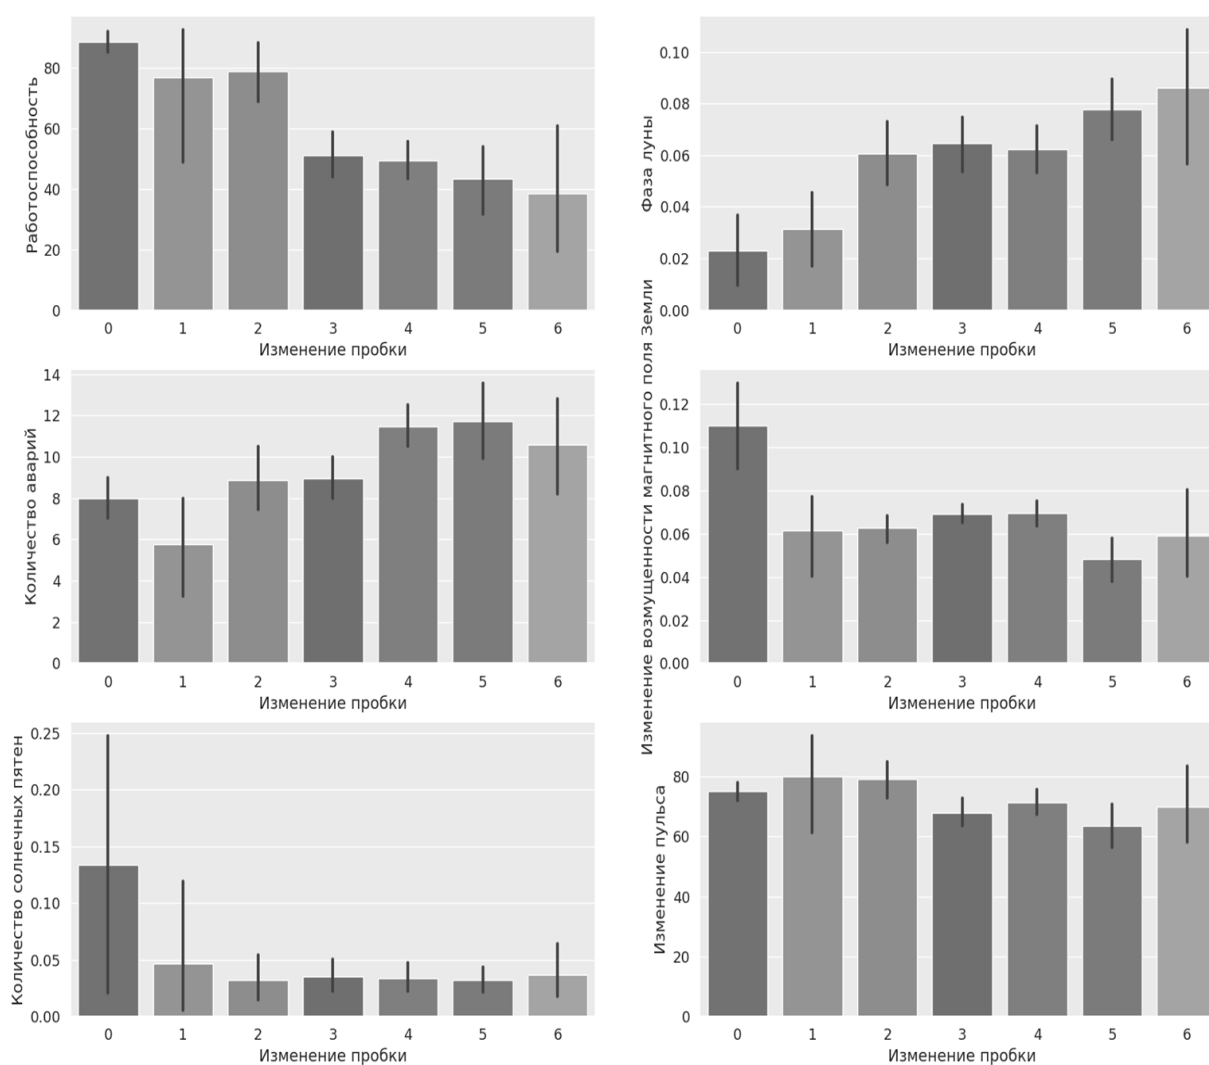 Работоспособность
80
60
40
20
0
0 1 2 3 4 5 6
Изменение пробки
Фаза луны
0.10
0.08
0.06
0.04
0.02
0.00
0 1 2 3 4 5 6
Изменение пробки
Количество аварий
14
12
10
8
6
4
2
0
0 1 2 3 4 5 6
Изменение пробки
Изменение возмущенности магнитного поля Земли
0.12
0.10
0.08
0.06
0.04
0.02
0.00
0 1 2 3 4 5 6
Изменение пробки
Количество солнечных пятен
0.25
0.20
0.15
0.10
0.05
0.00
0 1 2 3 4 5 6
Изменение пробки
Изменение пульса
80
60
40
20
0
0 1 2 3 4 5 6
Изменение пробки